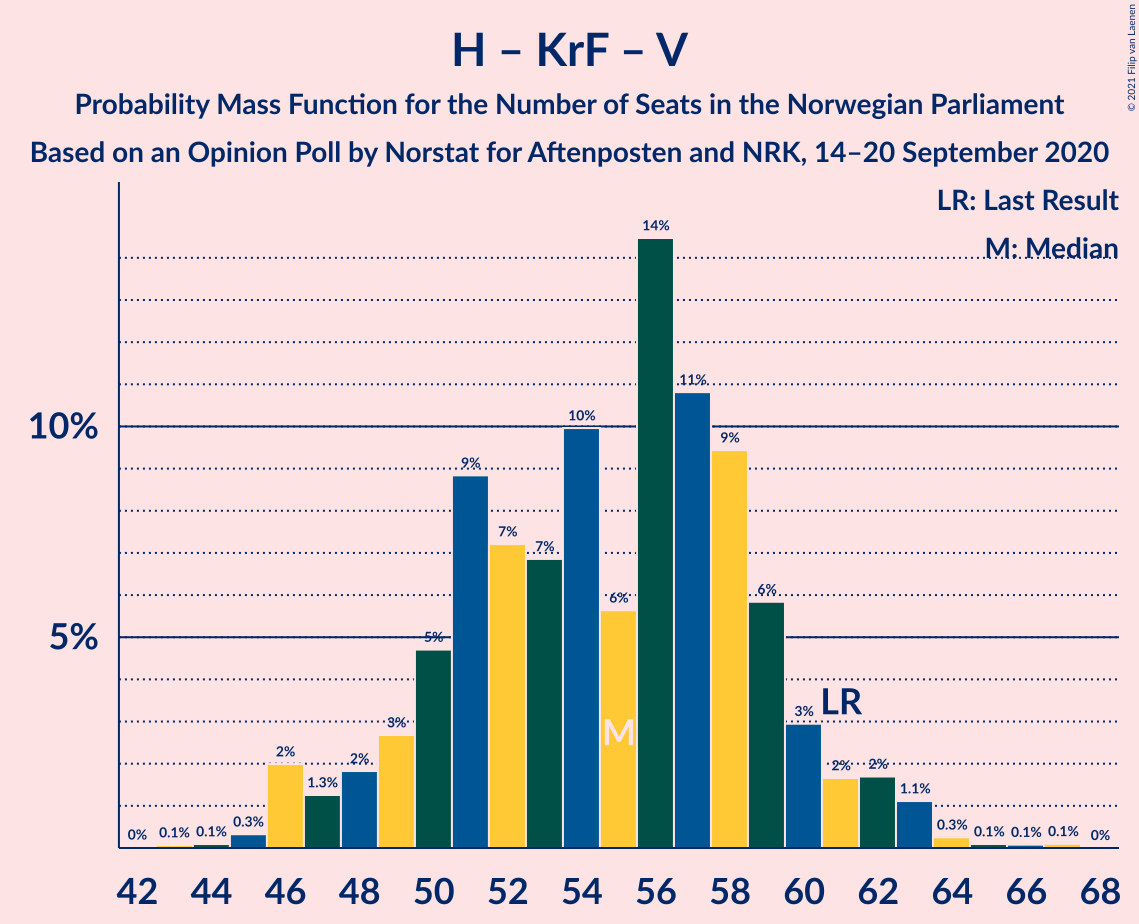 H – KrF – V
Probability Mass Function for the Number of Seats in the Norwegian Parliament
Based on an Opinion Poll by Norstat for Aftenposten and NRK, 14–20 September 2020
© 2021 Filip van Laenen
LR: Last Result
M: Median
10%
5%
0% 0.1% 0.1% 0.3% 2% 1.3% 2% 3% 5% 9% 7% 7% 10% 6% 14% 11% 9% 6% 3% 2% 2% 1.1% 0.3% 0.1% 0.1% 0.1% 0%
M
LR
42 44 46 48 50 52 54 56 58 60 62 64 66 68